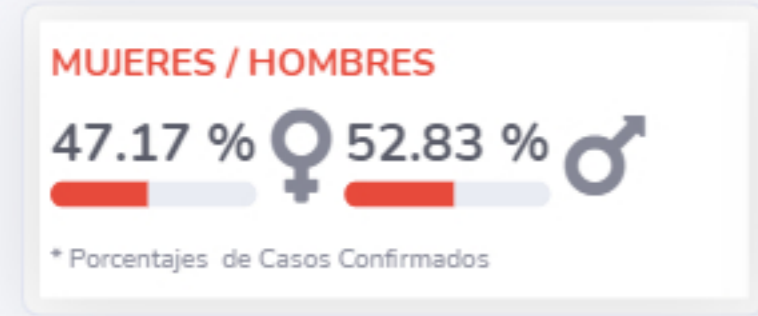 MUJERES / HOMBRES
47.17 % 52.83 %
* Porcentajes de Casos Confirmados